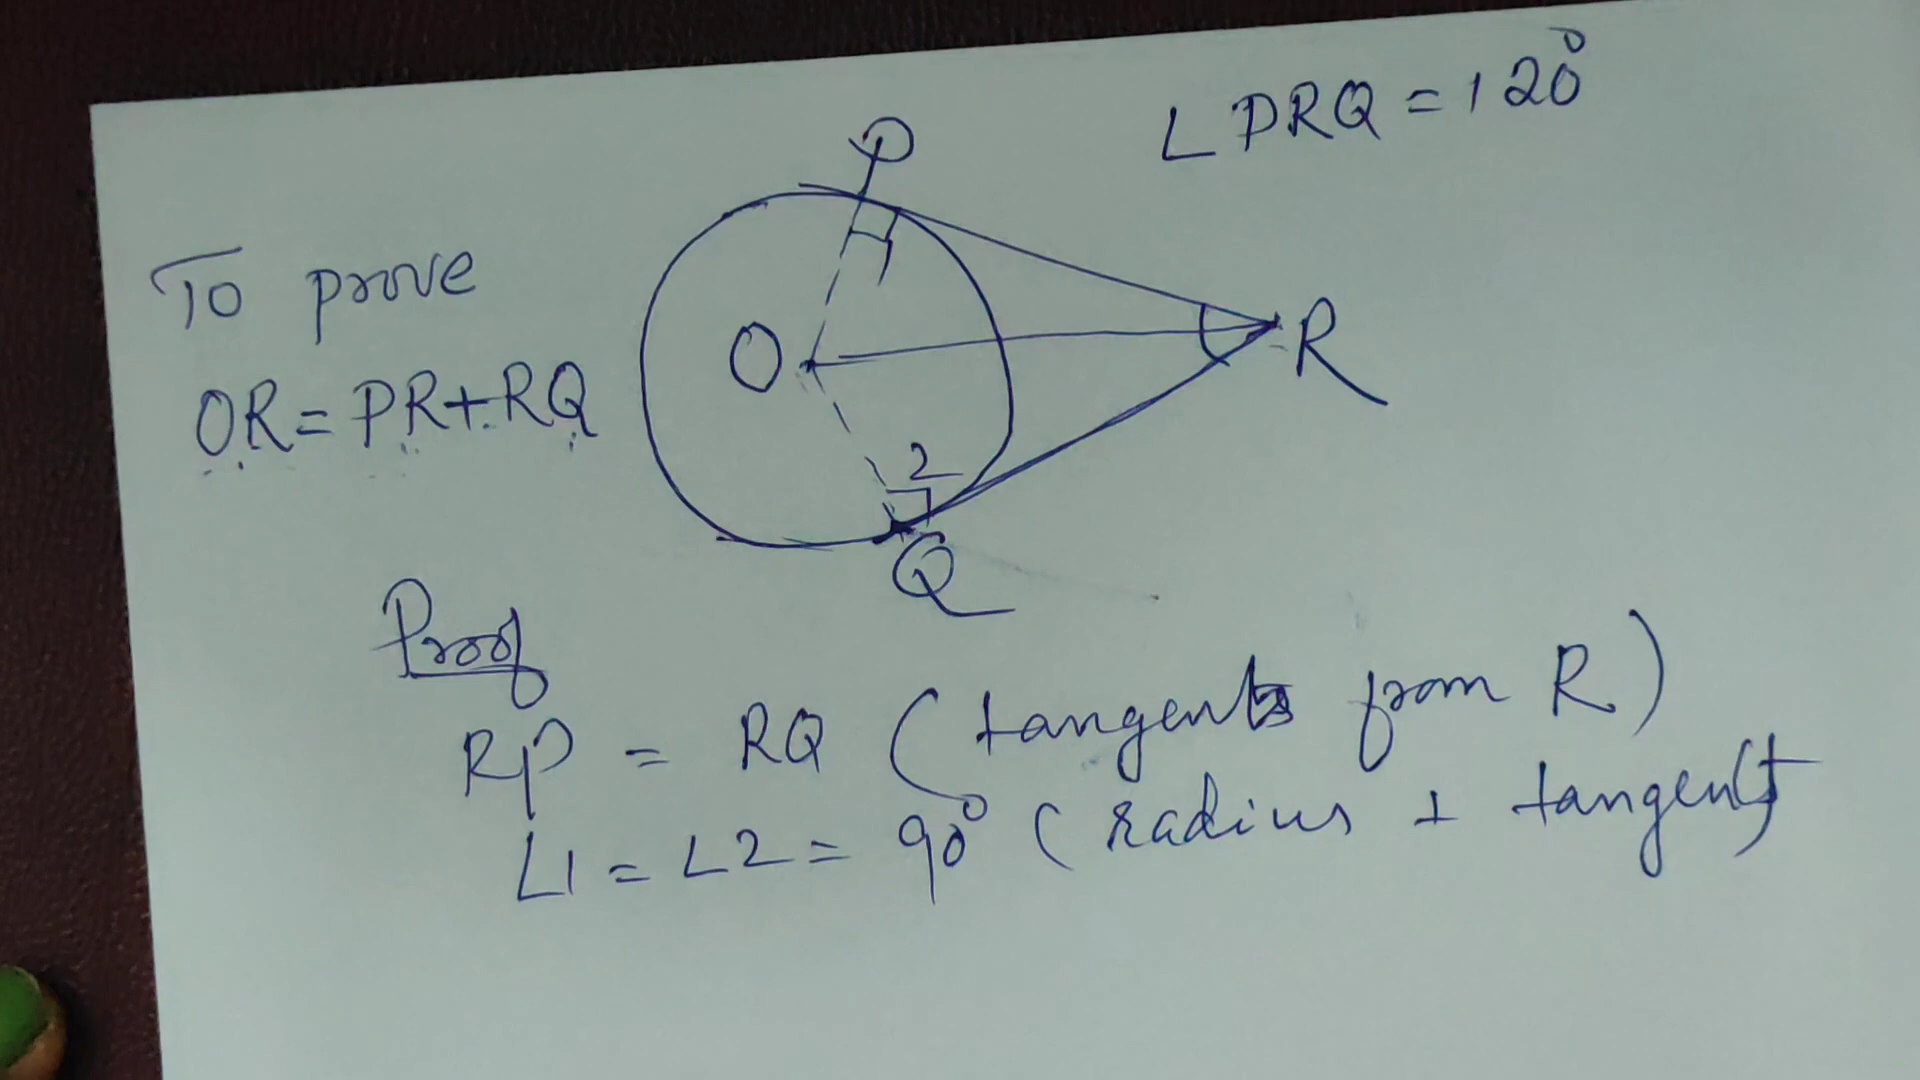 ∠PRQ = 120°
P
1
To prove
OR = PR + RQ
O
R
2
Q
Proof
RP = RQ (tangents from R)
∠1 = ∠2 = 90° (radius ⊥ tangent)